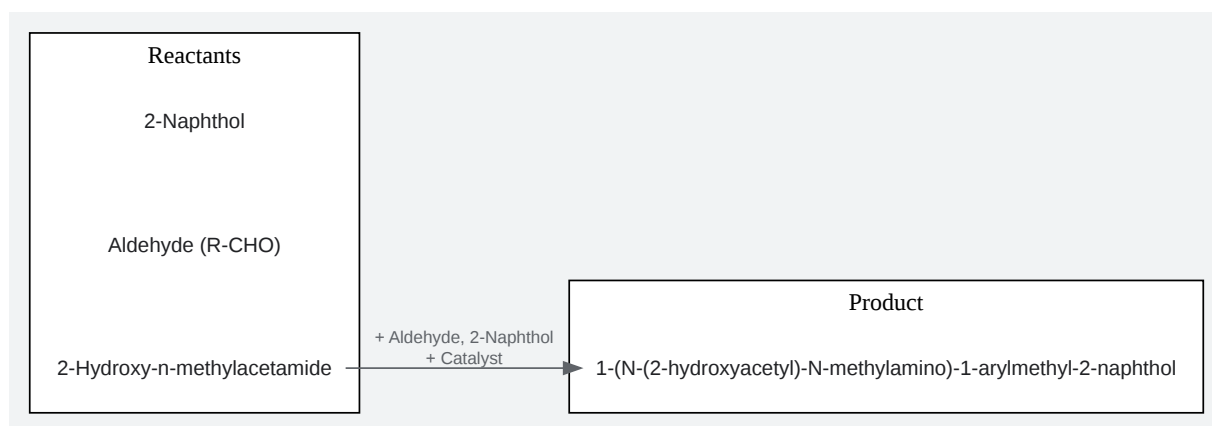 Reactants
2-Naphthol
Aldehyde (R-CHO)
2-Hydroxy-n-methylacetamide
+ Aldehyde, 2-Naphthol
+ Catalyst
Product
1-(N-(2-hydroxyacetyl)-N-methylamino)-1-arylmethyl-2-naphthol